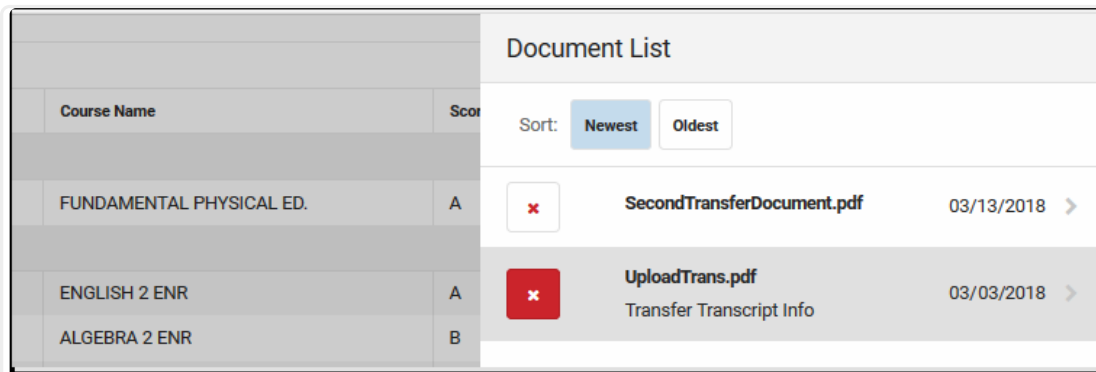 Document List
Course Name Scor
Sort: Newest Oldest
FUNDAMENTAL PHYSICAL ED. A
SecondTransferDocument.pdf 03/13/2018
ENGLISH 2 ENR A
UploadTrans.pdf 03/03/2018
Transfer Transcript Info
ALGEBRA 2 ENR B